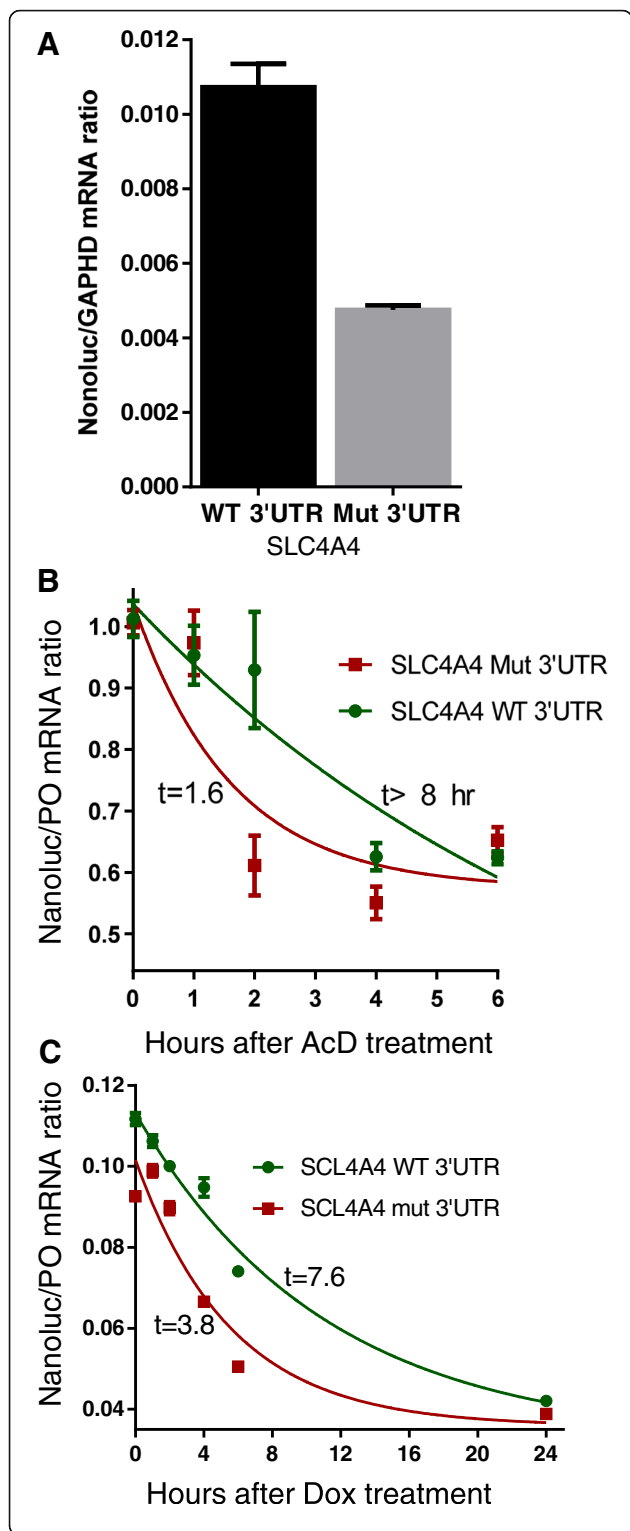 A
Nonoluc/GAPHD mRNA ratio
0.012
0.010
0.008
0.006
0.004
0.002
0.000
WT 3'UTR Mut 3'UTR
SLC4A4
B
Nanoluc/PO mRNA ratio
1.0
0.9
0.8
0.7
0.6
0.5
SLC4A4 Mut 3'UTR
SLC4A4 WT 3'UTR
t=1.6
t> 8 hr
0 1 2 3 4 5 6
Hours after AcD treatment
C
Nanoluc/PO mRNA ratio
0.12
0.10
0.08
0.06
0.04
SCL4A4 WT 3'UTR
SCL4A4 mut 3'UTR
t=7.6
t=3.8
0 4 8 12 16 20 24
Hours after Dox treatment